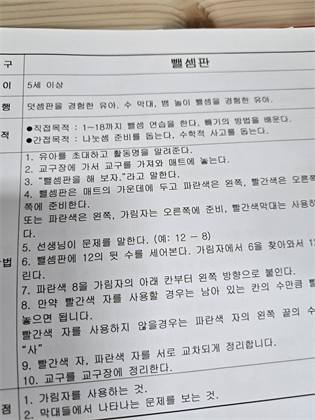 구 뺄셈판
이 5세 이상
행 덧셈판을 경험한 유아. 수 막대, 뱀 놀이 뺄셈을 경험한 유아.
●직접목적 : 1-18까지 뺄셈 연습을 한다. 빼기의 방법을 배운다.
적 ●간접목적 : 나눗셈 준비를 돕는다. 수학적 사고를 돕는다.
1. 유아를 초대하고 활동명을 알려준다.
2. 교구장에 가서 교구를 가져와 매트에 놓는다.
3. "뺄셈판을 해 보자."라고 말한다.
4. 뺄셈판은 매트의 가운데에 두고 파란색은 왼쪽, 빨간색은 오른쪽
쪽에 준비한다.
또는 파란색은 왼쪽, 가림자는 오른쪽에 준비, 빨간색막대는 사용하
다.
5. 선생님이 문제를 말한다. (예: 12 - 8)
6. 뺄셈판에 12의 뒷 수를 세어본다. 가림자에서 6을 찾아와서 1
법 린다.
7. 파란색 8을 가림자의 아래 칸부터 왼쪽 방향으로 붙인다.
8. 만약 빨간색 자를 사용할 경우는 남아 있는 칸의 수만큼 빨
놓으면 됩니다.
빨간색 자를 사용하지 않을경우는 파란색 자의 왼쪽 끝의 수
"사"
9. 빨간색 자, 파란색 자를 서로 교차되게 정리합니다.
10. 교구를 교구장에 정리한다.
1. 가림자를 사용하는 것.
점 2. 막대들에서 나타나는 문제를 보는 것.